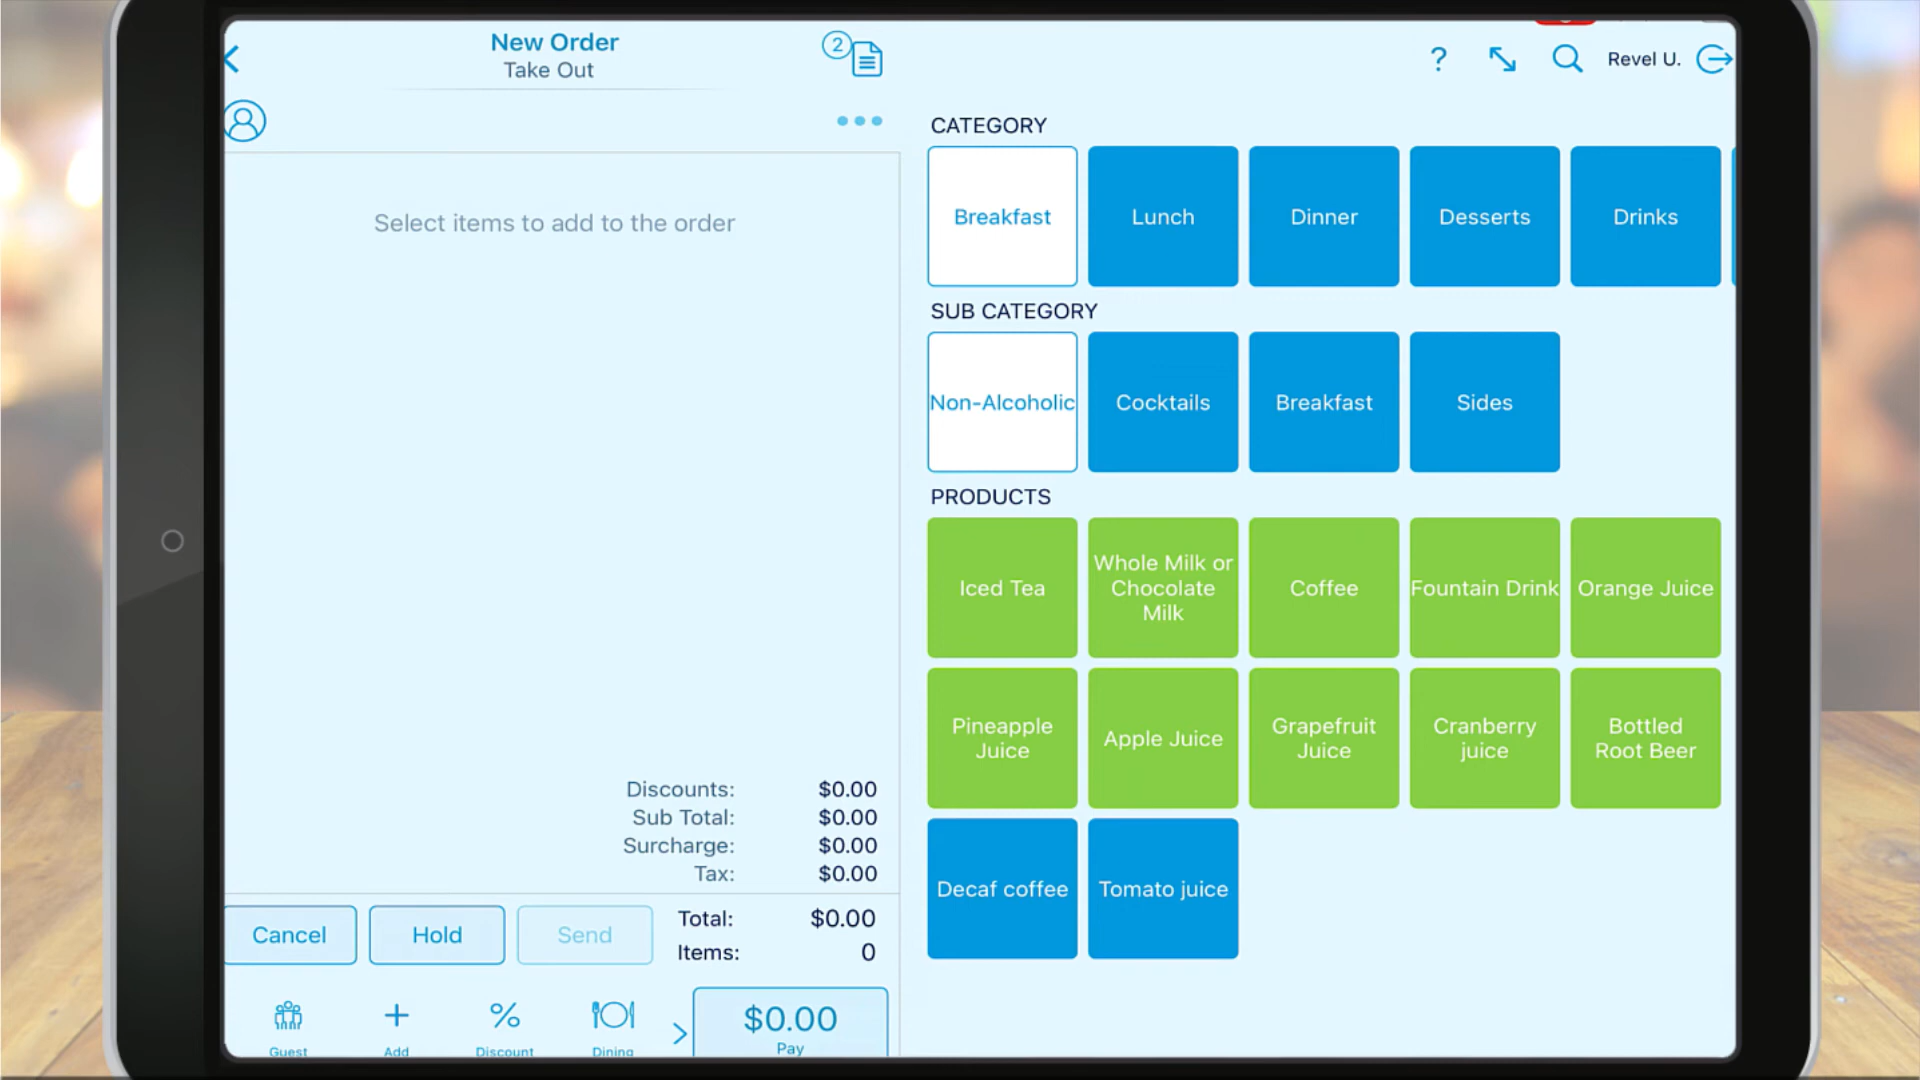 New Order
Take Out
2
?
Revel U.
Select items to add to the order
Discounts: $0.00
Sub Total: $0.00
Surcharge: $0.00
Tax: $0.00
Cancel
Hold
Send
Total: $0.00
Items: 0
Guest
Add
%
Discount
Dining
$0.00
Pay
CATEGORY
Breakfast
Lunch
Dinner
Desserts
Drinks
SUB CATEGORY
Non-Alcoholic
Cocktails
Breakfast
Sides
PRODUCTS
Iced Tea
Whole Milk or
Chocolate
Milk
Coffee
Fountain Drink
Orange Juice
Pineapple
Juice
Apple Juice
Grapefruit
Juice
Cranberry
juice
Bottled
Root Beer
Decaf coffee
Tomato juice